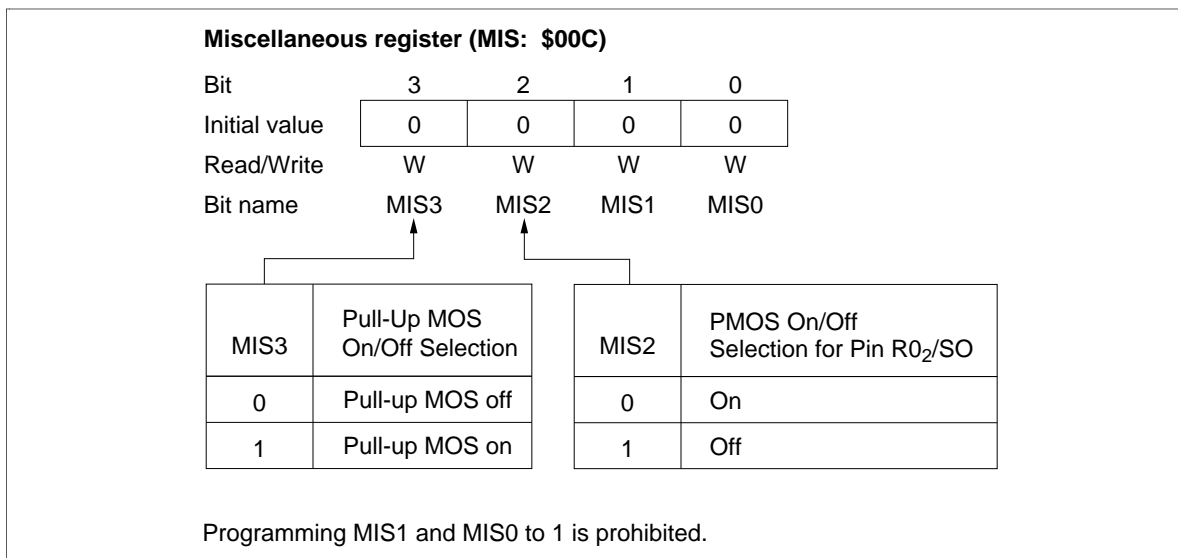 Miscellaneous register (MIS: $00C)
Bit 3 2 1 0
Initial value 0 0 0 0
Read/Write W W W W
Bit name MIS3 MIS2 MIS1 MIS0
MIS3 Pull-Up MOS On/Off Selection
0 Pull-up MOS off
1 Pull-up MOS on
MIS2 PMOS On/Off Selection for Pin R0₂/SO
0 On
1 Off
Programming MIS1 and MIS0 to 1 is prohibited.